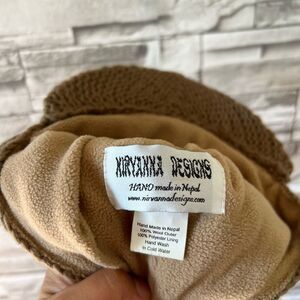 NIRVANNA DESIGNS
HAND made in Nepal
www.nirvannadesigns.com
Hand Made in Nepal
100% Wool Outer
100% Polyester Lining
Hand Wash
in Cold Water